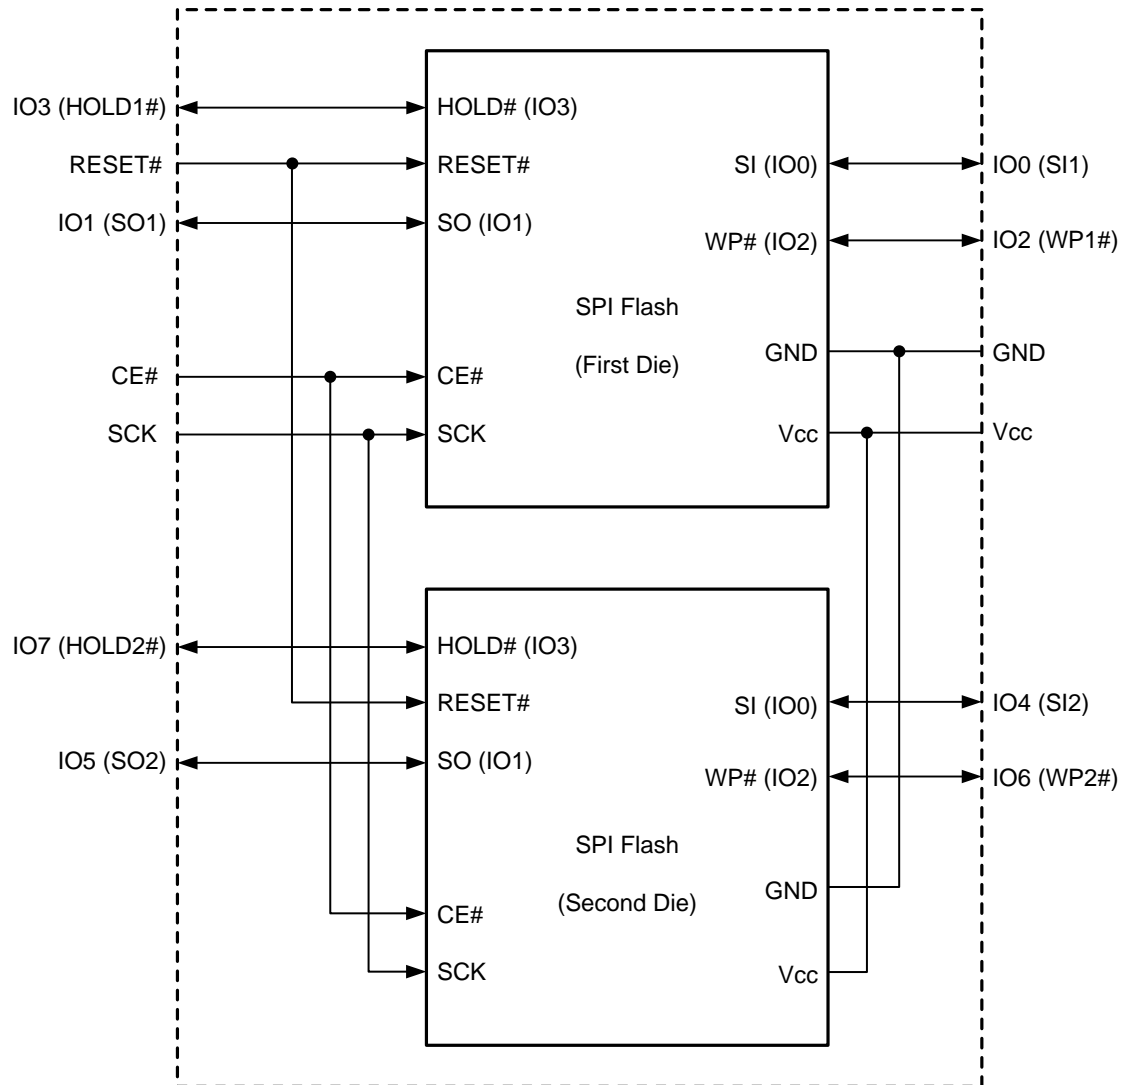 IO3 (HOLD1#)
HOLD# (IO3)
RESET#
RESET#
SI (IO0)
IO0 (SI1)
IO1 (SO1)
SO (IO1)
WP# (IO2)
IO2 (WP1#)
SPI Flash
(First Die)
GND
GND
CE#
CE#
SCK
SCK
Vcc
Vcc
IO7 (HOLD2#)
HOLD# (IO3)
RESET#
SI (IO0)
IO4 (SI2)
IO5 (SO2)
SO (IO1)
WP# (IO2)
IO6 (WP2#)
SPI Flash
(Second Die)
GND
CE#
SCK
Vcc